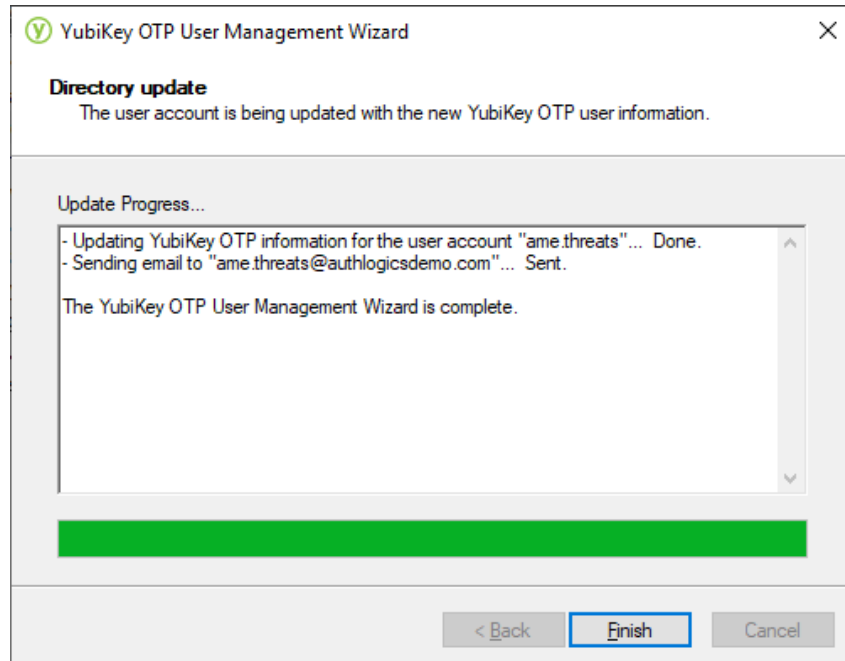 YubiKey OTP User Management Wizard
Directory update
The user account is being updated with the new YubiKey OTP user information.
Update Progress...
- Updating YubiKey OTP information for the user account "ame.threats"... Done.
- Sending email to "ame.threats@authlogicsdemo.com"... Sent.
The YubiKey OTP User Management Wizard is complete.
< Back
Finish
Cancel